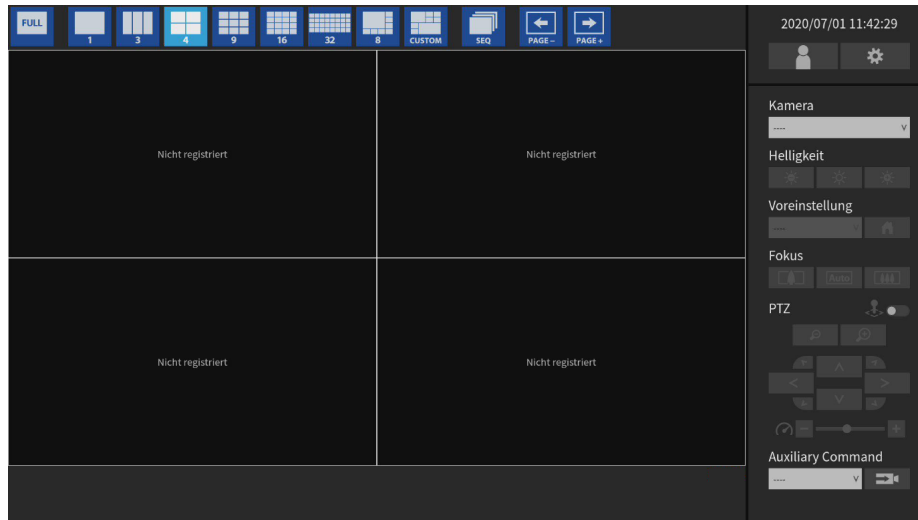 FULL
1
3
4
9
16
32
8
CUSTOM
SEQ
PAGE –
PAGE +
2020/07/01 11:42:29
Nicht registriert
Nicht registriert
Nicht registriert
Nicht registriert
Kamera
----
Helligkeit
Voreinstellung
----
Fokus
Auto
PTZ
Auxiliary Command
----